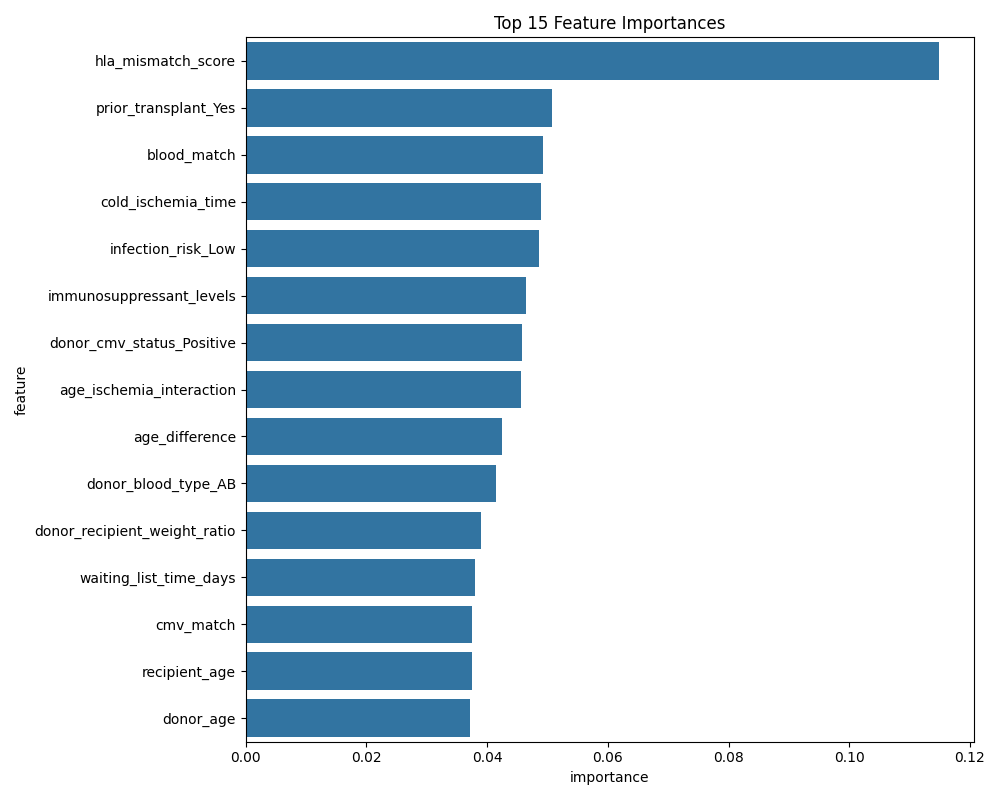 Top 15 Feature Importances
hla_mismatch_score
prior_transplant_Yes
blood_match
cold_ischemia_time
infection_risk_Low
immunosuppressant_levels
donor_cmv_status_Positive
age_ischemia_interaction
age_difference
donor_blood_type_AB
donor_recipient_weight_ratio
waiting_list_time_days
cmv_match
recipient_age
donor_age
feature
0.00 0.02 0.04 0.06 0.08 0.10 0.12
importance